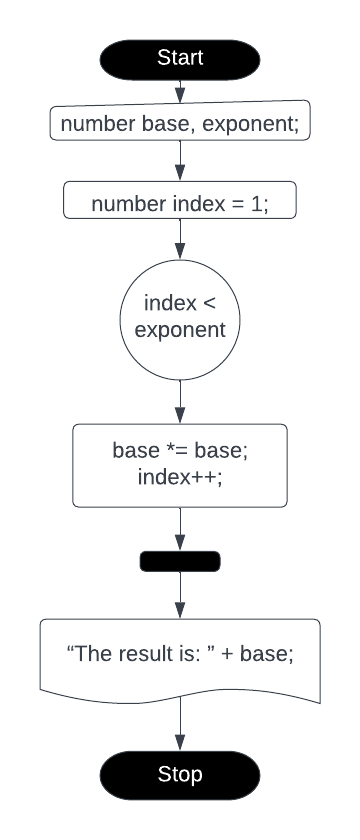 Start
number base, exponent;
number index = 1;
index <
exponent
base *= base;
index++;
“The result is: ” + base;
Stop